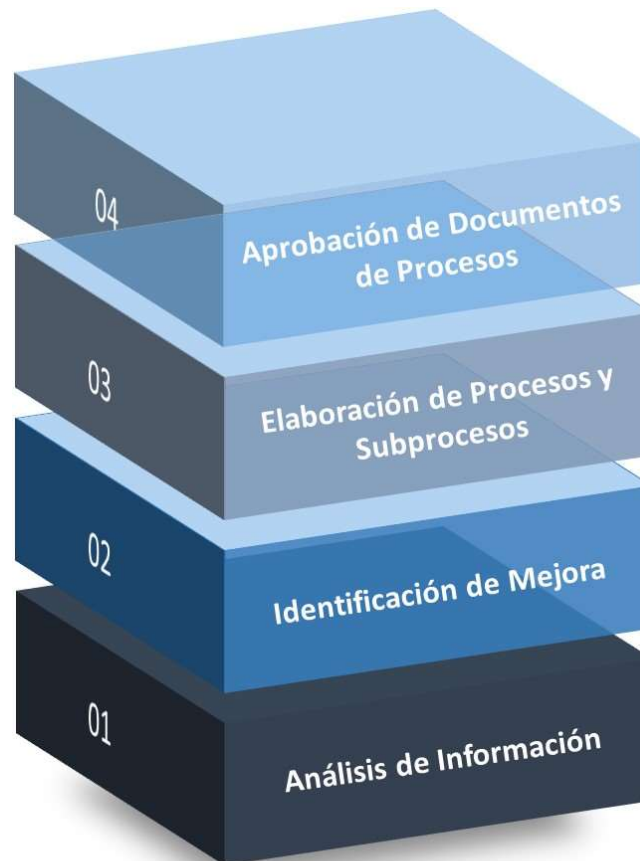 04
Aprobación de Documentos
de Procesos
03
Elaboración de Procesos y
Subprocesos
02
Identificación de Mejora
01
Análisis de Información